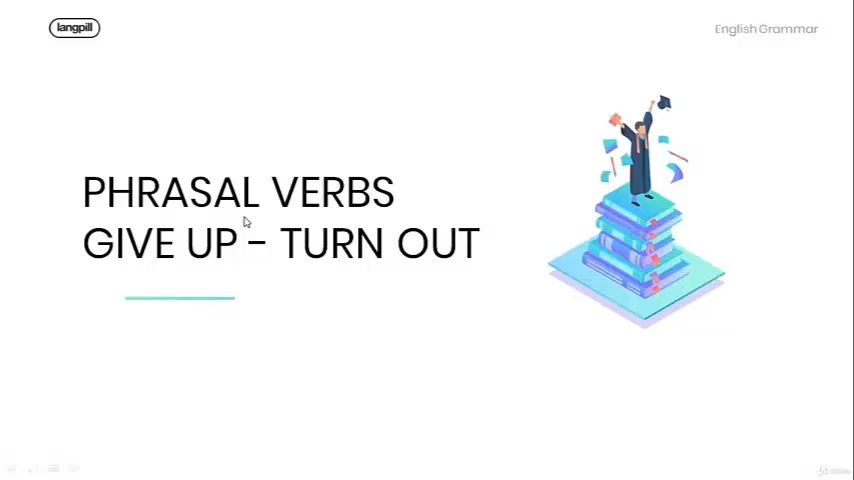 langpill
English Grammar
PHRASAL VERBS
GIVE UP - TURN OUT